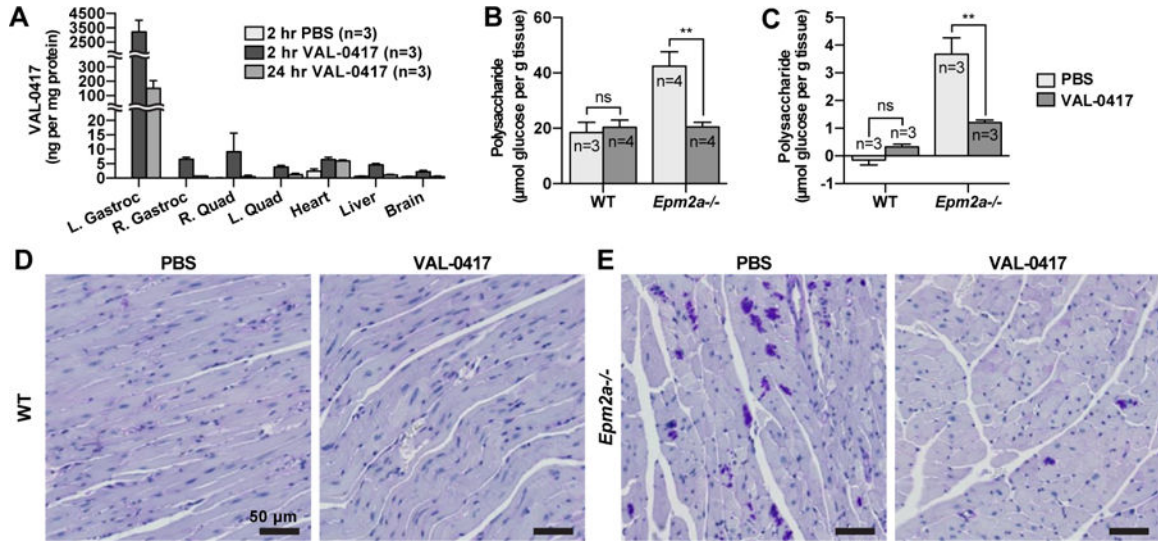 A
VAL-0417
(ng per mg protein)
4500
3500
2500
200
100
20
15
10
5
0
2 hr PBS (n=3)
2 hr VAL-0417 (n=3)
24 hr VAL-0417 (n=3)
L. Gastroc
R. Gastroc
R. Quad
L. Quad
Heart
Liver
Brain
B
Polysaccharide
(µmol glucose per g tissue)
60
40
20
0
ns
**
n=3
n=4
n=4
n=4
WT
Epm2a-/-
C
Polysaccharide
(µmol glucose per g tissue)
5
4
3
2
1
0
-1
ns
**
n=3
n=3
n=3
n=3
WT
Epm2a-/-
PBS
VAL-0417
D
PBS
VAL-0417
WT
50 µm
E
PBS
VAL-0417
Epm2a-/-